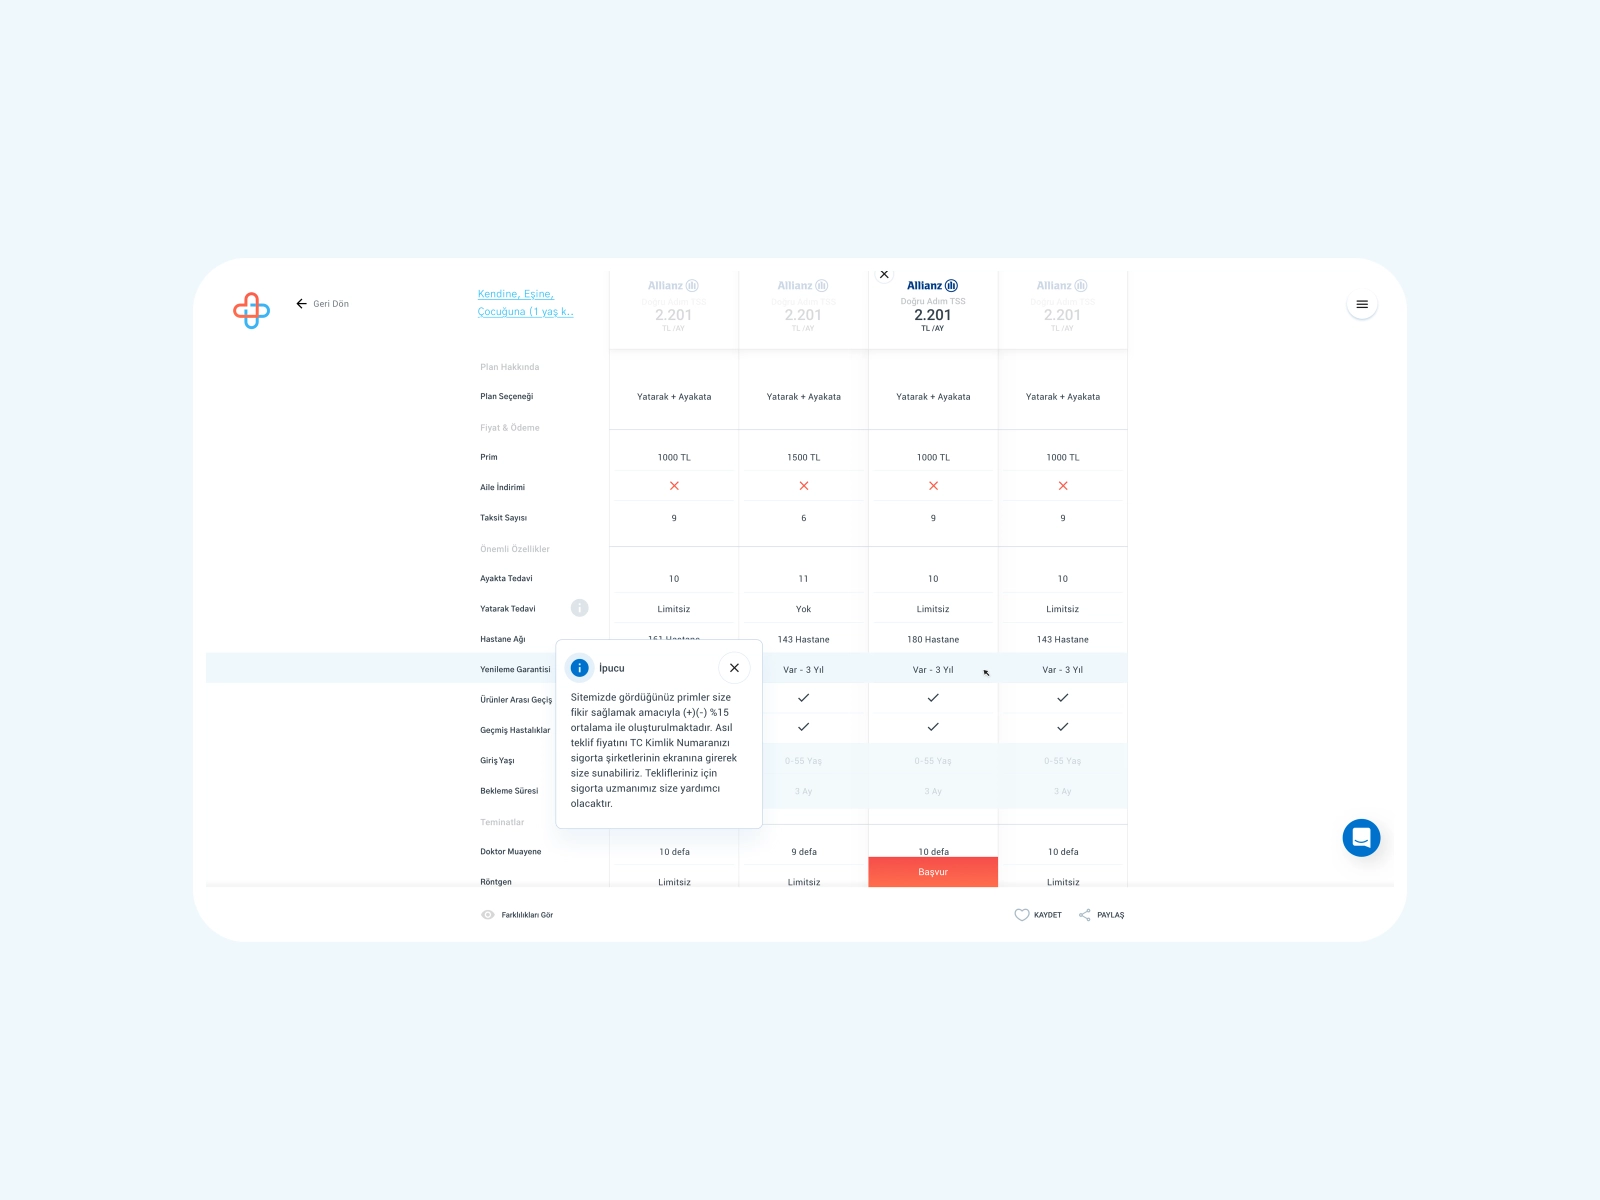 Geri Dön
Kendine, Eşine,
Çocuğuna (1 yaş k..
Allianz Allianz Allianz Allianz
Doğru Adım TSS Doğru Adım TSS Doğru Adım TSS Doğru Adım TSS
2.201 2.201 2.201 2.201
TL /AY TL /AY TL /AY TL /AY
Plan Hakkında
Plan Seçeneği Yatarak + Ayakata Yatarak + Ayakata Yatarak + Ayakata Yatarak + Ayakata
Fiyat & Ödeme
Prim 1000 TL 1500 TL 1000 TL 1000 TL
Aile İndirimi
Taksit Sayısı 9 6 9 9
Önemli Özellikler
Ayakta Tedavi 10 11 10 10
Yatarak Tedavi Limitsiz Yok Limitsiz Limitsiz
Hastane Ağı 161 Hastane 143 Hastane 180 Hastane 143 Hastane
Yenileme Garantisi Var - 3 Yıl Var - 3 Yıl Var - 3 Yıl
Ürünler Arası Geçiş
Geçmiş Hastalıklar
Giriş Yaşı 0-55 Yaş 0-55 Yaş 0-55 Yaş
Bekleme Süresi 3 Ay 3 Ay 3 Ay
İpucu
Sitemizde gördüğünüz primler size
fikir sağlamak amacıyla (+)(-) %15
ortalama ile oluşturulmaktadır. Asıl
teklif fiyatını TC Kimlik Numaranızı
sigorta şirketlerinin ekranına girerek
size sunabiliriz. Teklifleriniz için
sigorta uzmanımız size yardımcı
olacaktır.
Teminatlar
Doktor Muayene 10 defa 9 defa 10 defa 10 defa
Röntgen Limitsiz Limitsiz Başvur Limitsiz
Farklılıkları Gör KAYDET PAYLAŞ